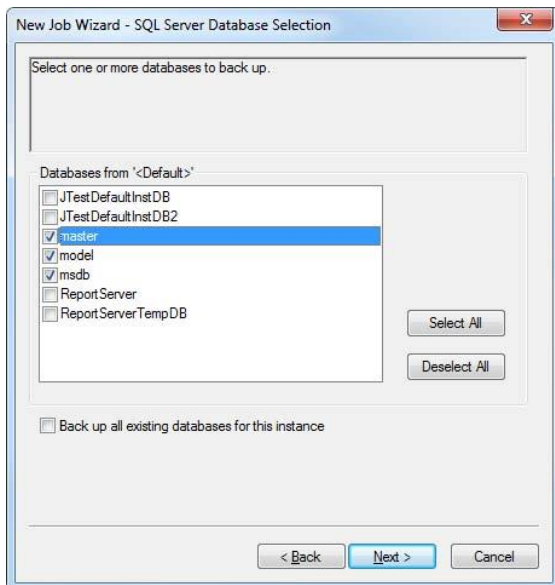 New Job Wizard - SQL Server Database Selection
Select one or more databases to back up.
Databases from '<Default>'
JTestDefaultInstDB
JTestDefaultInstDB2
master
model
msdb
ReportServer
ReportServerTempDB
Select All
Deselect All
Back up all existing databases for this instance
< Back
Next >
Cancel